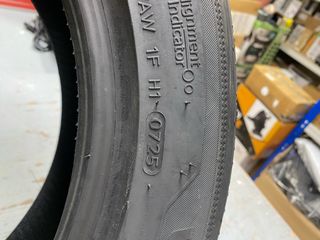 Alignment
Indicator
AW 1F H1 0725